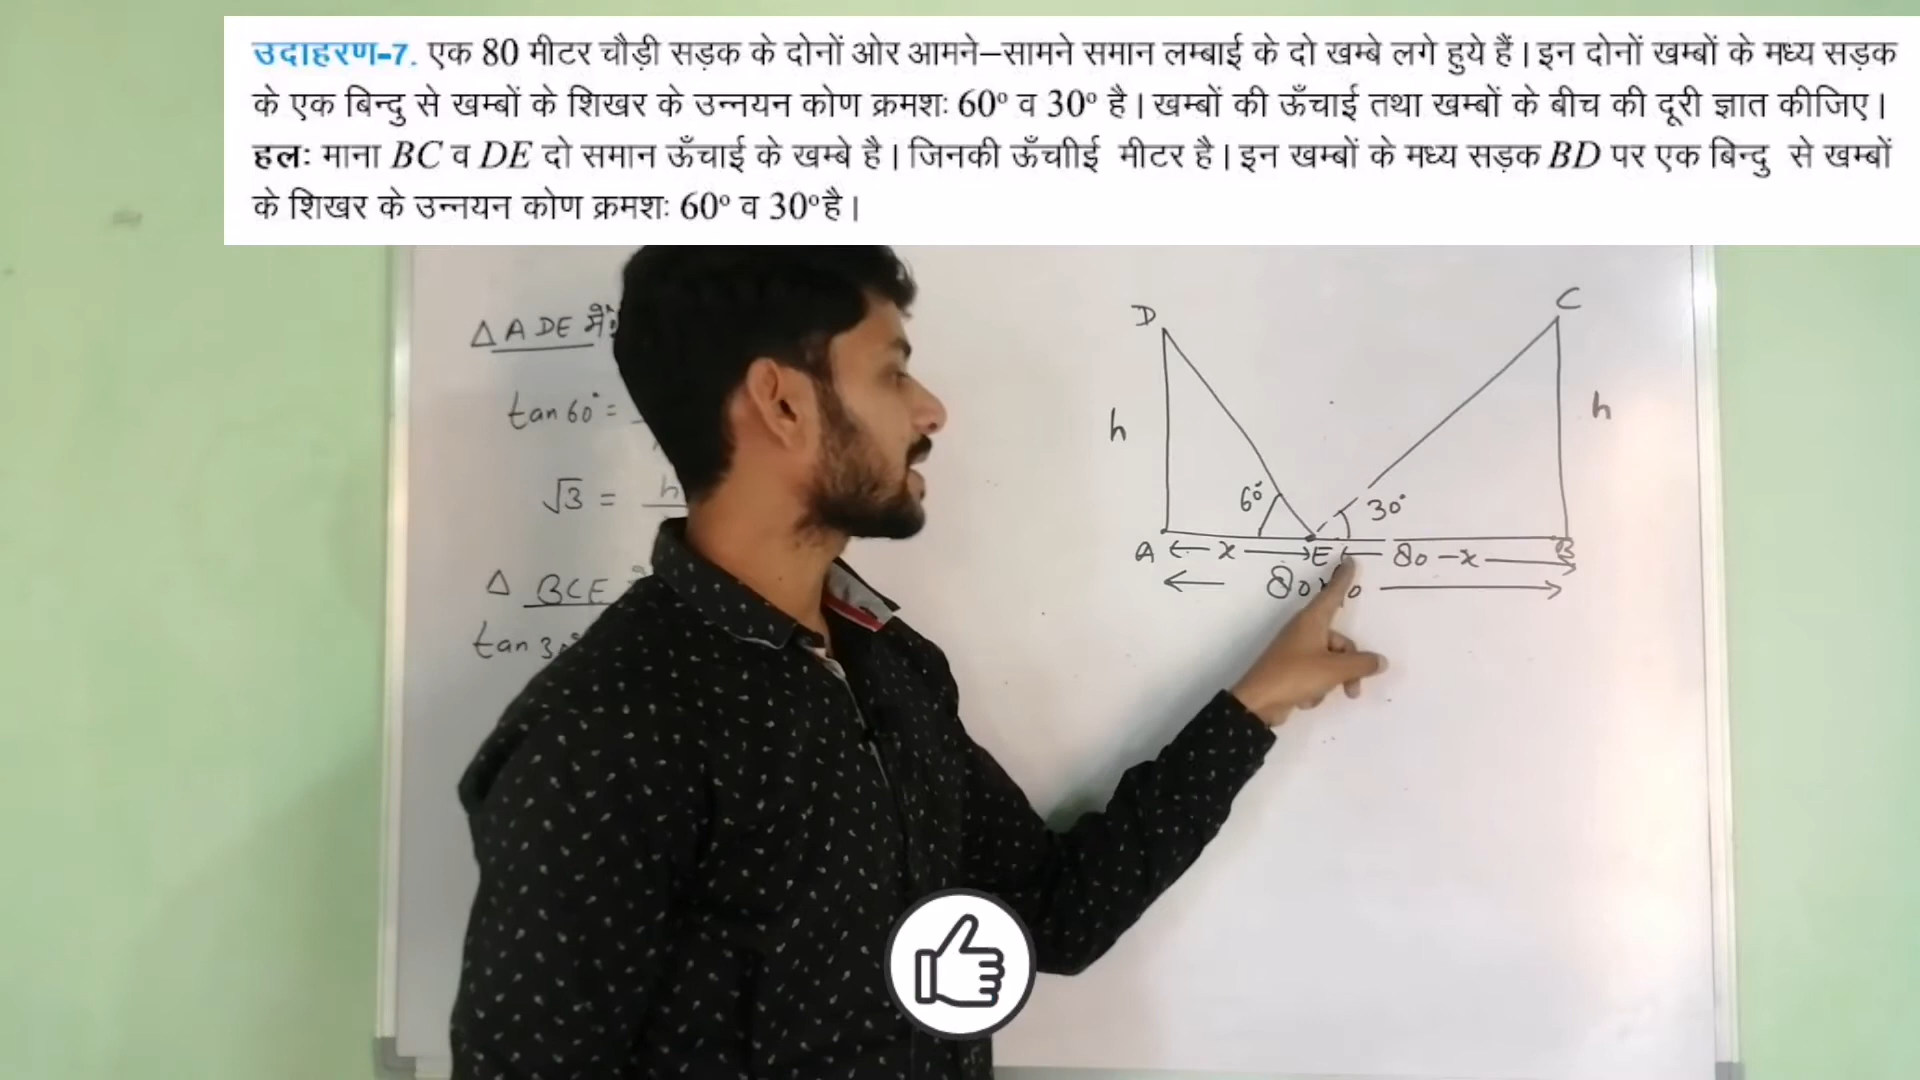 उदाहरण-7. एक 80 मीटर चौड़ी सड़क के दोनों ओर आमने–सामने समान लम्बाई के दो खम्बे लगे हुये हैं। इन दोनों खम्बों के मध्य सड़क
के एक बिन्दु से खम्बों के शिखर के उन्नयन कोण क्रमशः 60° व 30° है। खम्बों की ऊँचाई तथा खम्बों के बीच की दूरी ज्ञात कीजिए।
हलः माना BC व DE दो समान ऊँचाई के खम्बे है। जिनकी ऊँचाीई मीटर है। इन खम्बों के मध्य सड़क BD पर एक बिन्दु से खम्बों
के शिखर के उन्नयन कोण क्रमशः 60° व 30° है।
△ ADE में
tan 60° =
√3 = h
△ BCE
tan 3
D
C
h
h
60°
30°
A ← x → E ← 80 - x → B